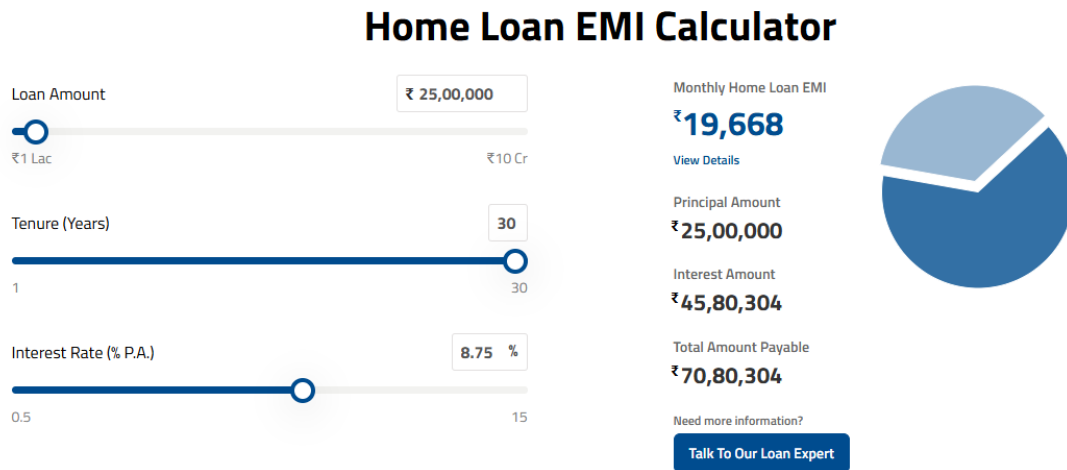 Home Loan EMI Calculator
Loan Amount
₹ 25,00,000
₹1 Lac
₹10 Cr
Tenure (Years)
30
1
30
Interest Rate (% P.A.)
8.75 %
0.5
15
Monthly Home Loan EMI
₹19,668
View Details
Principal Amount
₹25,00,000
Interest Amount
₹45,80,304
Total Amount Payable
₹70,80,304
Need more information?
Talk To Our Loan Expert